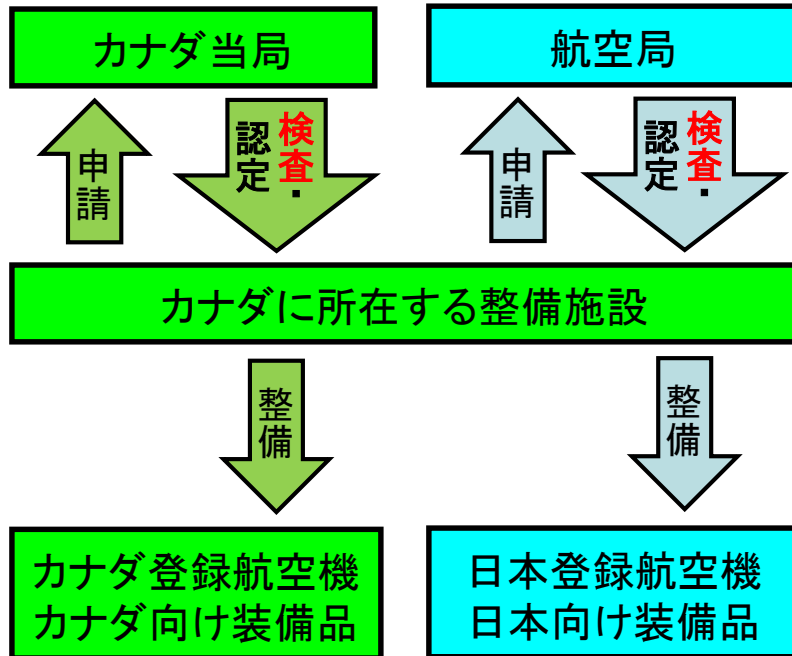 カナダ当局
航空局
申請
検査・
認定
申請
検査・
認定
カナダに所在する整備施設
整備
整備
カナダ登録航空機
カナダ向け装備品
日本登録航空機
日本向け装備品